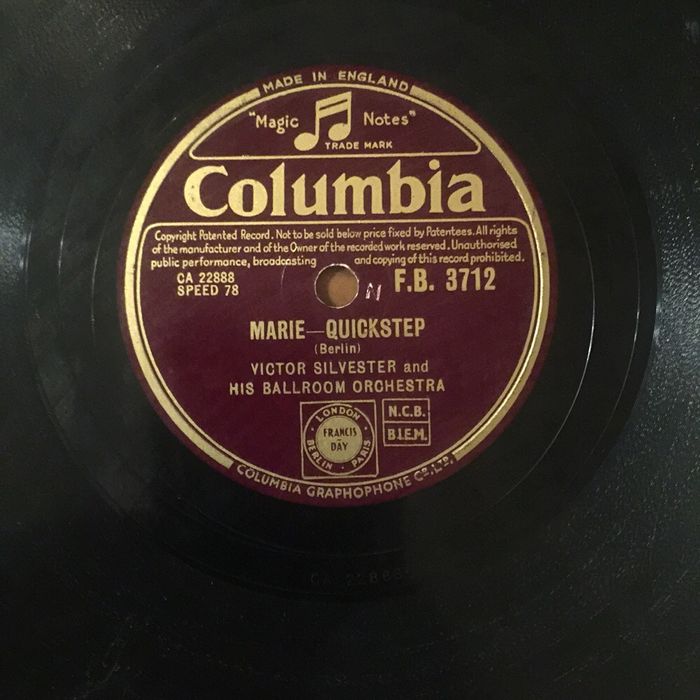 MADE IN ENGLAND
"Magic Notes"
TRADE MARK
Columbia
Copyright Patented Record. Not to be sold below price fixed by Patentees. All rights
of the manufacturer and of the Owner of the recorded work reserved. Unauthorised
public performance, broadcasting and copying of this record prohibited.
CA 22888
SPEED 78
F.B. 3712
MARIE—QUICKSTEP
(Berlin)
VICTOR SILVESTER and
HIS BALLROOM ORCHESTRA
LONDON
FRANCIS
DAY
BERLIN · PARIS
N.C.B.
B.I.E.M.
COLUMBIA GRAPHOPHONE Co. LTD.